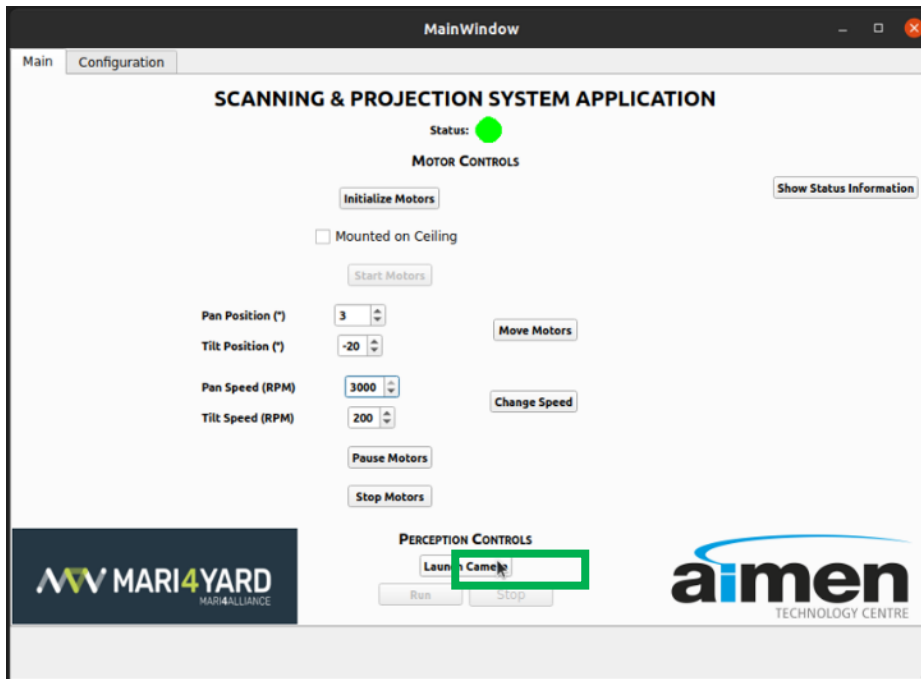 MainWindow
Main Configuration
SCANNING & PROJECTION SYSTEM APPLICATION
Status:
MOTOR CONTROLS
Initialize Motors
Show Status Information
Mounted on Ceiling
Start Motors
Pan Position (°) 3
Move Motors
Tilt Position (°) -20
Pan Speed (RPM) 3000
Change Speed
Tilt Speed (RPM) 200
Pause Motors
Stop Motors
PERCEPTION CONTROLS
Launch Camera
Run Stop
MARI4YARD
MARI4ALLIANCE
aimen
TECHNOLOGY CENTRE